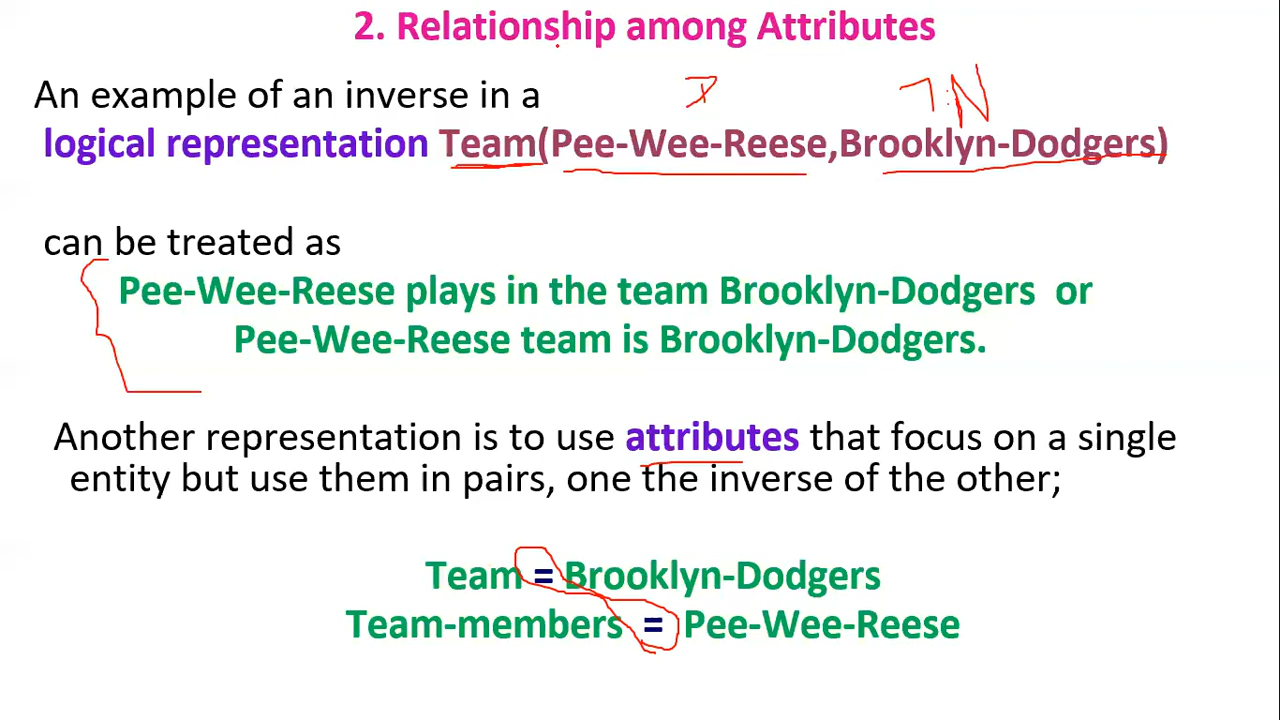 2. Relationship among Attributes
An example of an inverse in a
logical representation Team(Pee-Wee-Reese,Brooklyn-Dodgers)
can be treated as
Pee-Wee-Reese plays in the team Brooklyn-Dodgers or
Pee-Wee-Reese team is Brooklyn-Dodgers.
Another representation is to use attributes that focus on a single
entity but use them in pairs, one the inverse of the other;
Team = Brooklyn-Dodgers
Team-members = Pee-Wee-Reese